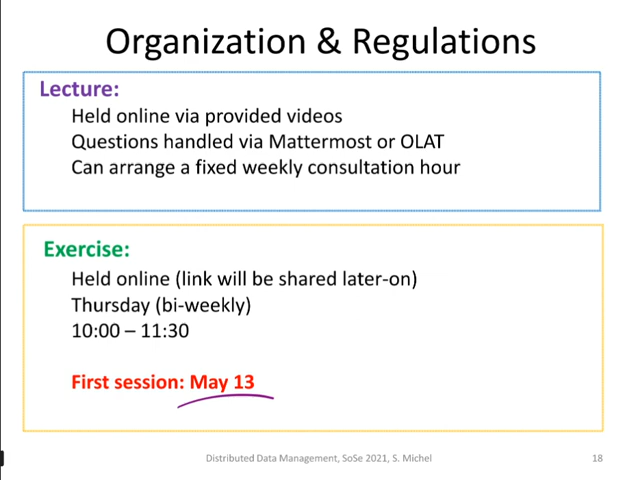 Organization & Regulations
Lecture:
Held online via provided videos
Questions handled via Mattermost or OLAT
Can arrange a fixed weekly consultation hour
Exercise:
Held online (link will be shared later-on)
Thursday (bi-weekly)
10:00 – 11:30
First session: May 13
Distributed Data Management, SoSe 2021, S. Michel
18